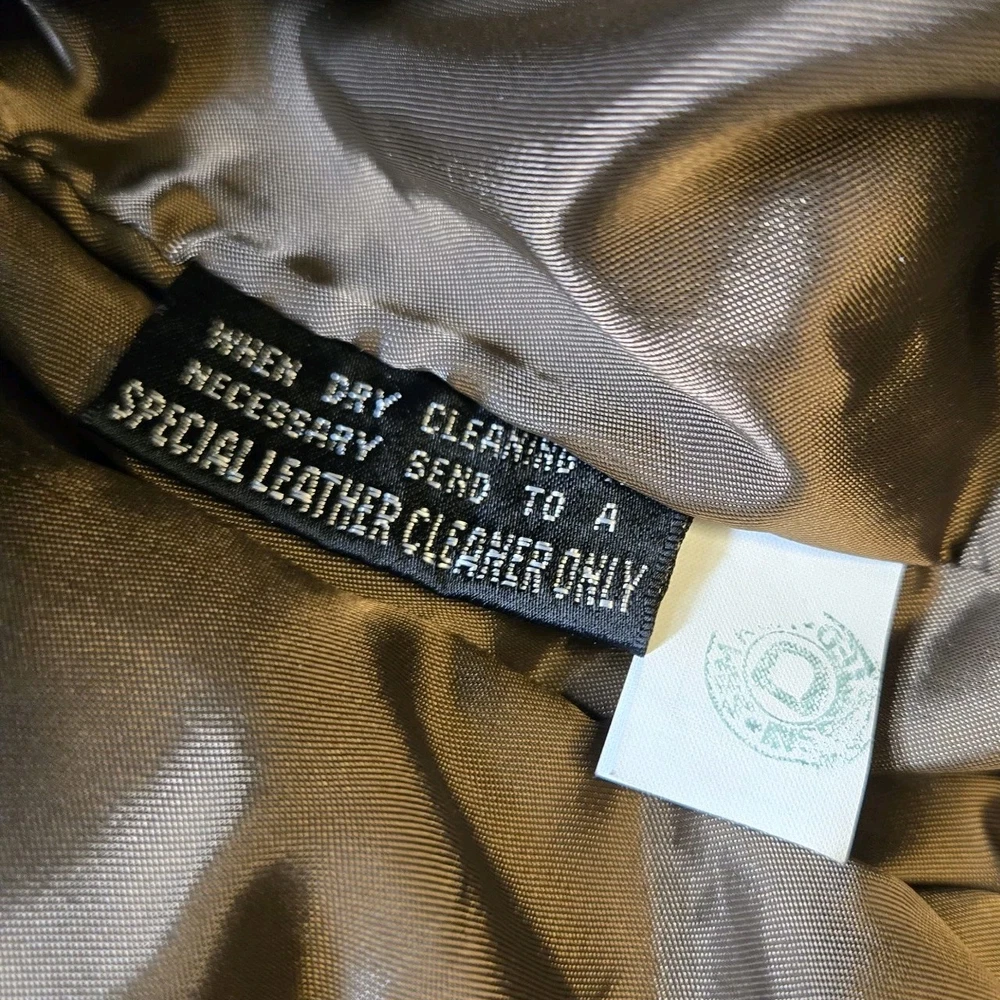 WHEN DRY CLEANING
NECESSARY SEND TO A
SPECIAL LEATHER CLEANER ONLY